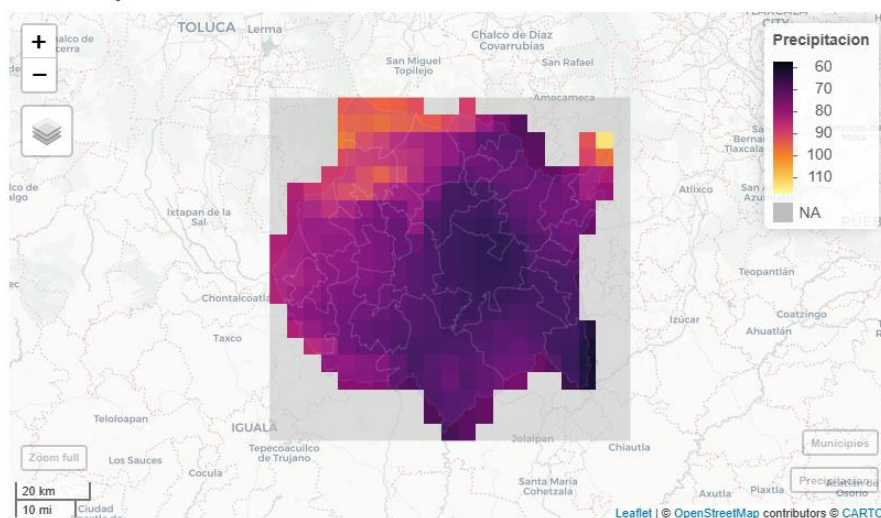 TOLUCA
Lerma
Chalco de Díaz
Covarrubias
CITY
San Miguel
Topilejo
San Rafael
Amecameca
+
−
Precipitacion
60
70
80
90
100
110
NA
Atlixco
Ixtapan de la
Sal
Teopantlán
Chontalcoatlá
Izúcar
Coatzingo
Ahuatlán
Taxco
Teloloapan
IGUALA
Tepecoacuilco
de Trujano
Jolalpan
Chiautla
Zoom full
Los Sauces
Municipios
Cocula
Santa María
Cohetzala
Precipitacion
Axutla
Piaxtla
Osorio
20 km
10 mi
Ciudad
Leaflet | © OpenStreetMap contributors © CARTO